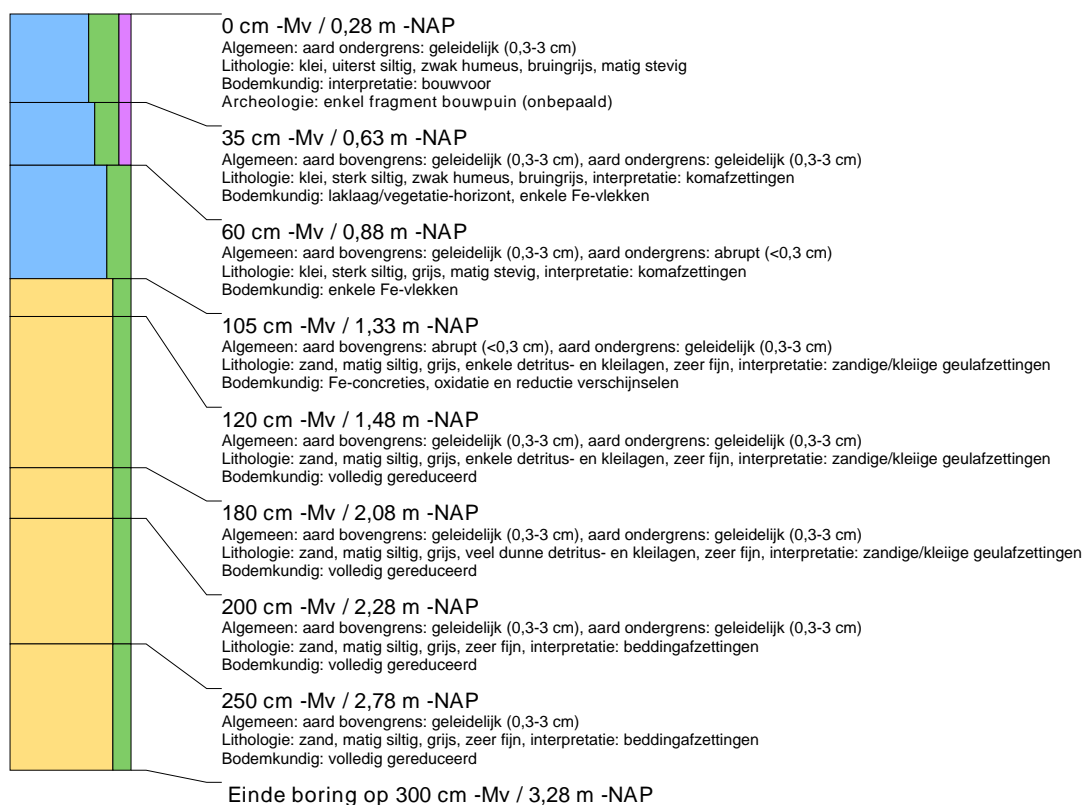 0 cm -Mv / 0,28 m -NAP
Algemeen: aard ondergrens: geleidelijk (0,3-3 cm)
Lithologie: klei, uiterst siltig, zwak humeus, bruingrijs, matig stevig
Bodemkundig: interpretatie: bouwvoor
Archeologie: enkel fragment bouwpuin (onbepaald)
35 cm -Mv / 0,63 m -NAP
Algemeen: aard bovengrens: geleidelijk (0,3-3 cm), aard ondergrens: geleidelijk (0,3-3 cm)
Lithologie: klei, sterk siltig, zwak humeus, bruingrijs, interpretatie: komafzettingen
Bodemkundig: laklaag/vegetatie-horizont, enkele Fe-vlekken
60 cm -Mv / 0,88 m -NAP
Algemeen: aard bovengrens: geleidelijk (0,3-3 cm), aard ondergrens: abrupt (<0,3 cm)
Lithologie: klei, sterk siltig, grijs, matig stevig, interpretatie: komafzettingen
Bodemkundig: enkele Fe-vlekken
105 cm -Mv / 1,33 m -NAP
Algemeen: aard bovengrens: abrupt (<0,3 cm), aard ondergrens: geleidelijk (0,3-3 cm)
Lithologie: zand, matig siltig, grijs, enkele detritus- en kleilagen, zeer fijn, interpretatie: zandige/kleiige geulafzettingen
Bodemkundig: Fe-concreties, oxidatie en reductie verschijnselen
120 cm -Mv / 1,48 m -NAP
Algemeen: aard bovengrens: geleidelijk (0,3-3 cm), aard ondergrens: geleidelijk (0,3-3 cm)
Lithologie: zand, matig siltig, grijs, enkele detritus- en kleilagen, zeer fijn, interpretatie: zandige/kleiige geulafzettingen
Bodemkundig: volledig gereduceerd
180 cm -Mv / 2,08 m -NAP
Algemeen: aard bovengrens: geleidelijk (0,3-3 cm), aard ondergrens: geleidelijk (0,3-3 cm)
Lithologie: zand, matig siltig, grijs, veel dunne detritus- en kleilagen, zeer fijn, interpretatie: zandige/kleiige geulafzettingen
Bodemkundig: volledig gereduceerd
200 cm -Mv / 2,28 m -NAP
Algemeen: aard bovengrens: geleidelijk (0,3-3 cm), aard ondergrens: geleidelijk (0,3-3 cm)
Lithologie: zand, matig siltig, grijs, zeer fijn, interpretatie: beddingafzettingen
Bodemkundig: volledig gereduceerd
250 cm -Mv / 2,78 m -NAP
Algemeen: aard bovengrens: geleidelijk (0,3-3 cm)
Lithologie: zand, matig siltig, grijs, zeer fijn, interpretatie: beddingafzettingen
Bodemkundig: volledig gereduceerd
Einde boring op 300 cm -Mv / 3,28 m -NAP